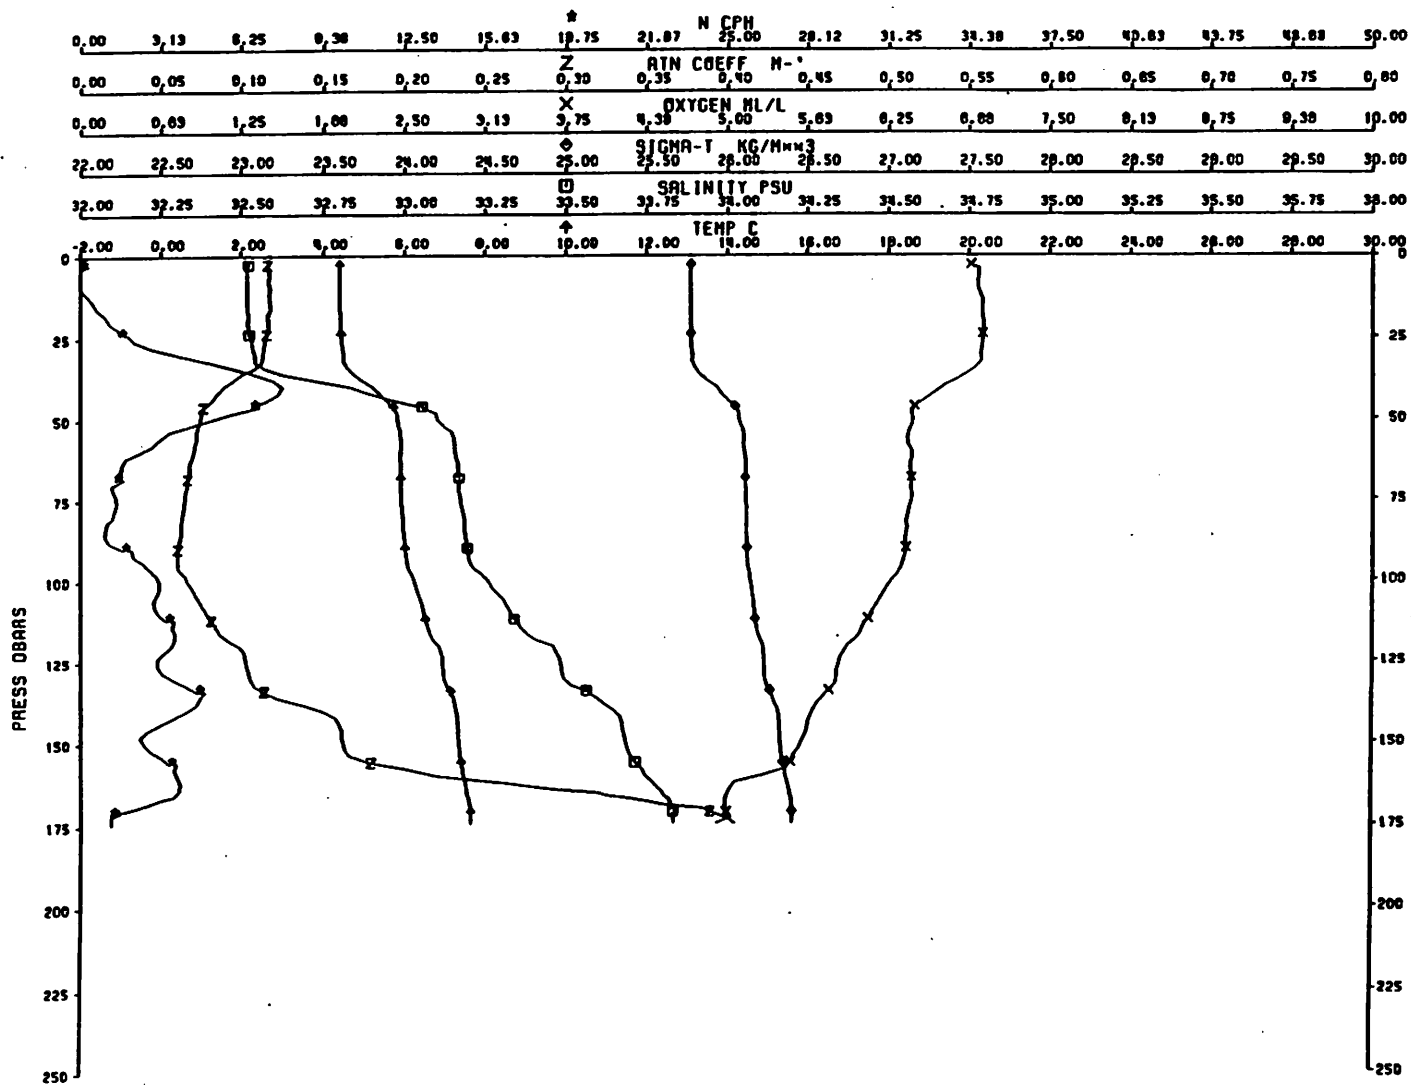 N CPH
0.00 3.13 6.25 9.38 12.50 15.63 18.75 21.87 25.00 28.12 31.25 34.38 37.50 40.63 43.75 46.88 50.00
ATN COEFF M-¹
0.00 0.05 0.10 0.15 0.20 0.25 0.30 0.35 0.40 0.45 0.50 0.55 0.60 0.65 0.70 0.75 0.80
OXYGEN ML/L
0.00 0.63 1.25 1.88 2.50 3.13 3.75 4.38 5.00 5.63 6.25 6.88 7.50 8.13 8.75 9.38 10.00
SIGMA-T KG/M**3
22.00 22.50 23.00 23.50 24.00 24.50 25.00 25.50 26.00 26.50 27.00 27.50 28.00 28.50 29.00 29.50 30.00
SALINITY PSU
32.00 32.25 32.50 32.75 33.00 33.25 33.50 33.75 34.00 34.25 34.50 34.75 35.00 35.25 35.50 35.75 36.00
TEMP C
-2.00 0.00 2.00 4.00 6.00 8.00 10.00 12.00 14.00 16.00 18.00 20.00 22.00 24.00 26.00 28.00 30.00
0 0
25 25
50 50
75 75
100 100
PRESS DBARS
125 125
150 150
175 175
200 200
225 225
250 250